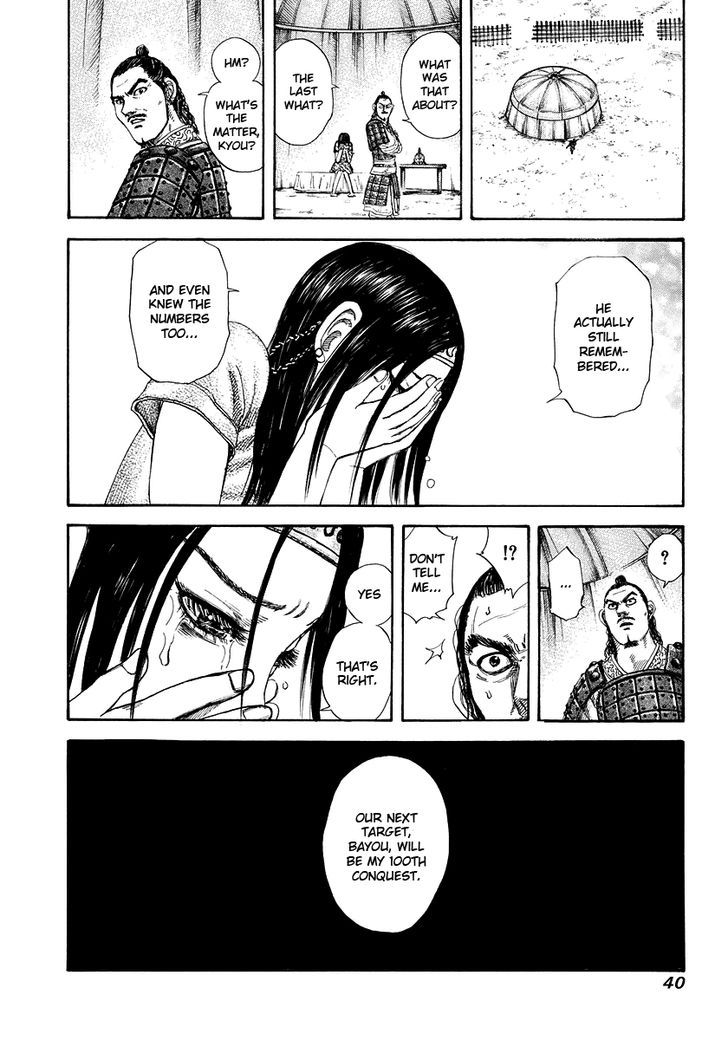 WHAT
WAS
THAT
ABOUT?
THE
LAST
WHAT?
HM?
WHAT'S
THE
MATTER,
KYOU?
HE
ACTUALLY
STILL
REMEM-
BERED...
AND EVEN
KNEW THE
NUMBERS
TOO...
?
...
!?
DON'T
TELL
ME...
YES
THAT'S
RIGHT.
OUR NEXT
TARGET,
BAYOU, WILL
BE MY 100TH
CONQUEST.
40